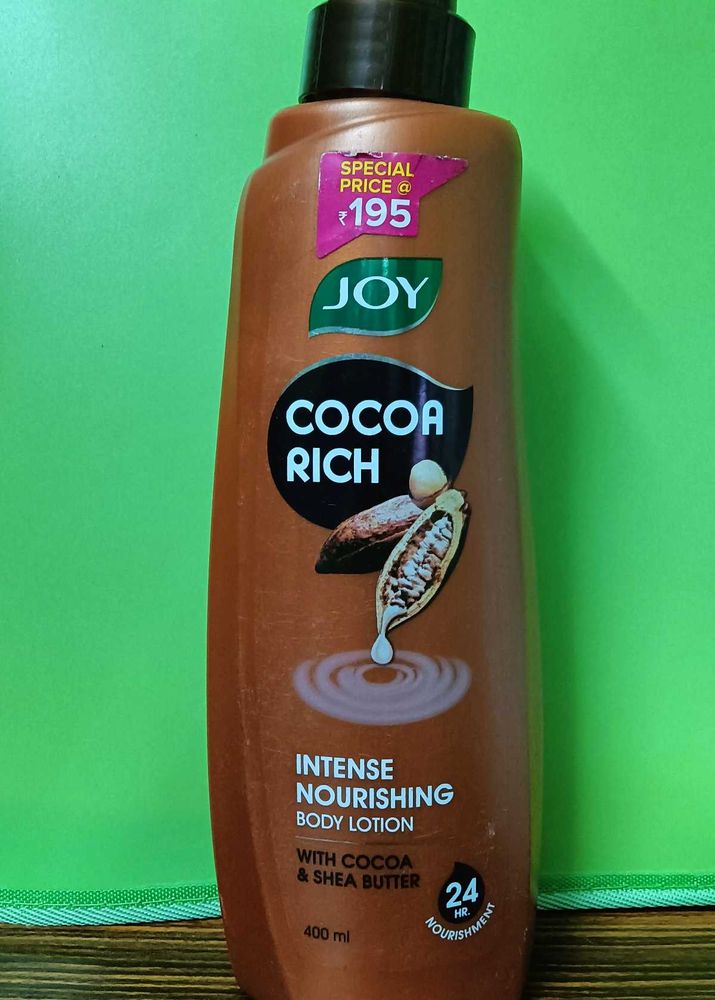 SPECIAL
PRICE @
₹195
JOY
COCOA
RICH
INTENSE
NOURISHING
BODY LOTION
WITH COCOA
& SHEA BUTTER
24
HR.
NOURISHMENT
400 ml